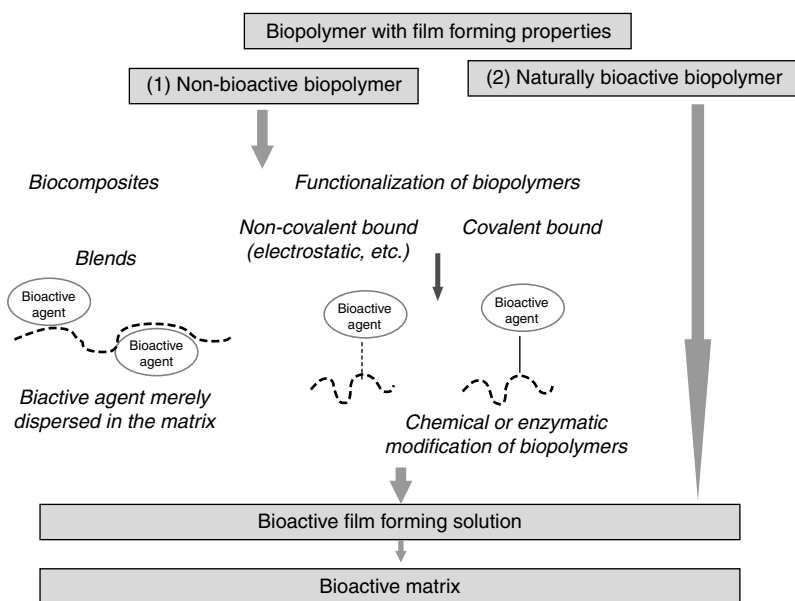 Biopolymer with film forming properties
(1) Non-bioactive biopolymer
(2) Naturally bioactive biopolymer
Biocomposites
Functionalization of biopolymers
Non-covalent bound
(electrostatic, etc.)
Covalent bound
Blends
Bioactive
agent
Bioactive
agent
Bioactive
agent
Bioactive
agent
Biactive agent merely
dispersed in the matrix
Chemical or enzymatic
modification of biopolymers
Bioactive film forming solution
Bioactive matrix